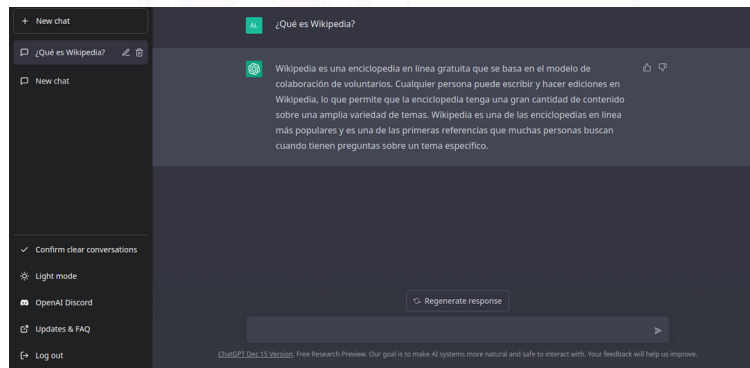 New chat
¿Qué es Wikipedia?
New chat
Confirm clear conversations
Light mode
OpenAI Discord
Updates & FAQ
Log out
AL
¿Qué es Wikipedia?
Wikipedia es una enciclopedia en línea gratuita que se basa en el modelo de
colaboración de voluntarios. Cualquier persona puede escribir y hacer ediciones en
Wikipedia, lo que permite que la enciclopedia tenga una gran cantidad de contenido
sobre una amplia variedad de temas. Wikipedia es una de las enciclopedias en línea
más populares y es una de las primeras referencias que muchas personas buscan
cuando tienen preguntas sobre un tema específico.
Regenerate response
ChatGPT Dec 15 Version. Free Research Preview. Our goal is to make AI systems more natural and safe to interact with. Your feedback will help us improve.